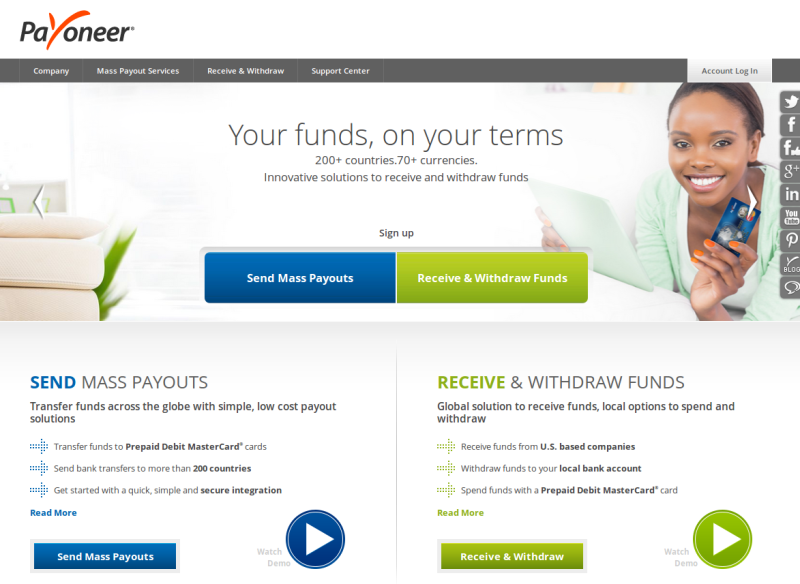 Payoneer®
Company
Mass Payout Services
Receive & Withdraw
Support Center
Account Log In
Your funds, on your terms
200+ countries.70+ currencies.
Innovative solutions to receive and withdraw funds
Sign up
Send Mass Payouts
Receive & Withdraw Funds
You
Tube
BLOG
SEND MASS PAYOUTS
Transfer funds across the globe with simple, low cost payout
solutions
Transfer funds to Prepaid Debit MasterCard® cards
Send bank transfers to more than 200 countries
Get started with a quick, simple and secure integration
Read More
Send Mass Payouts
Watch
Demo
RECEIVE & WITHDRAW FUNDS
Global solution to receive funds, local options to spend and
withdraw
Receive funds from U.S. based companies
Withdraw funds to your local bank account
Spend funds with a Prepaid Debit MasterCard® card
Read More
Receive & Withdraw
Watch
Demo